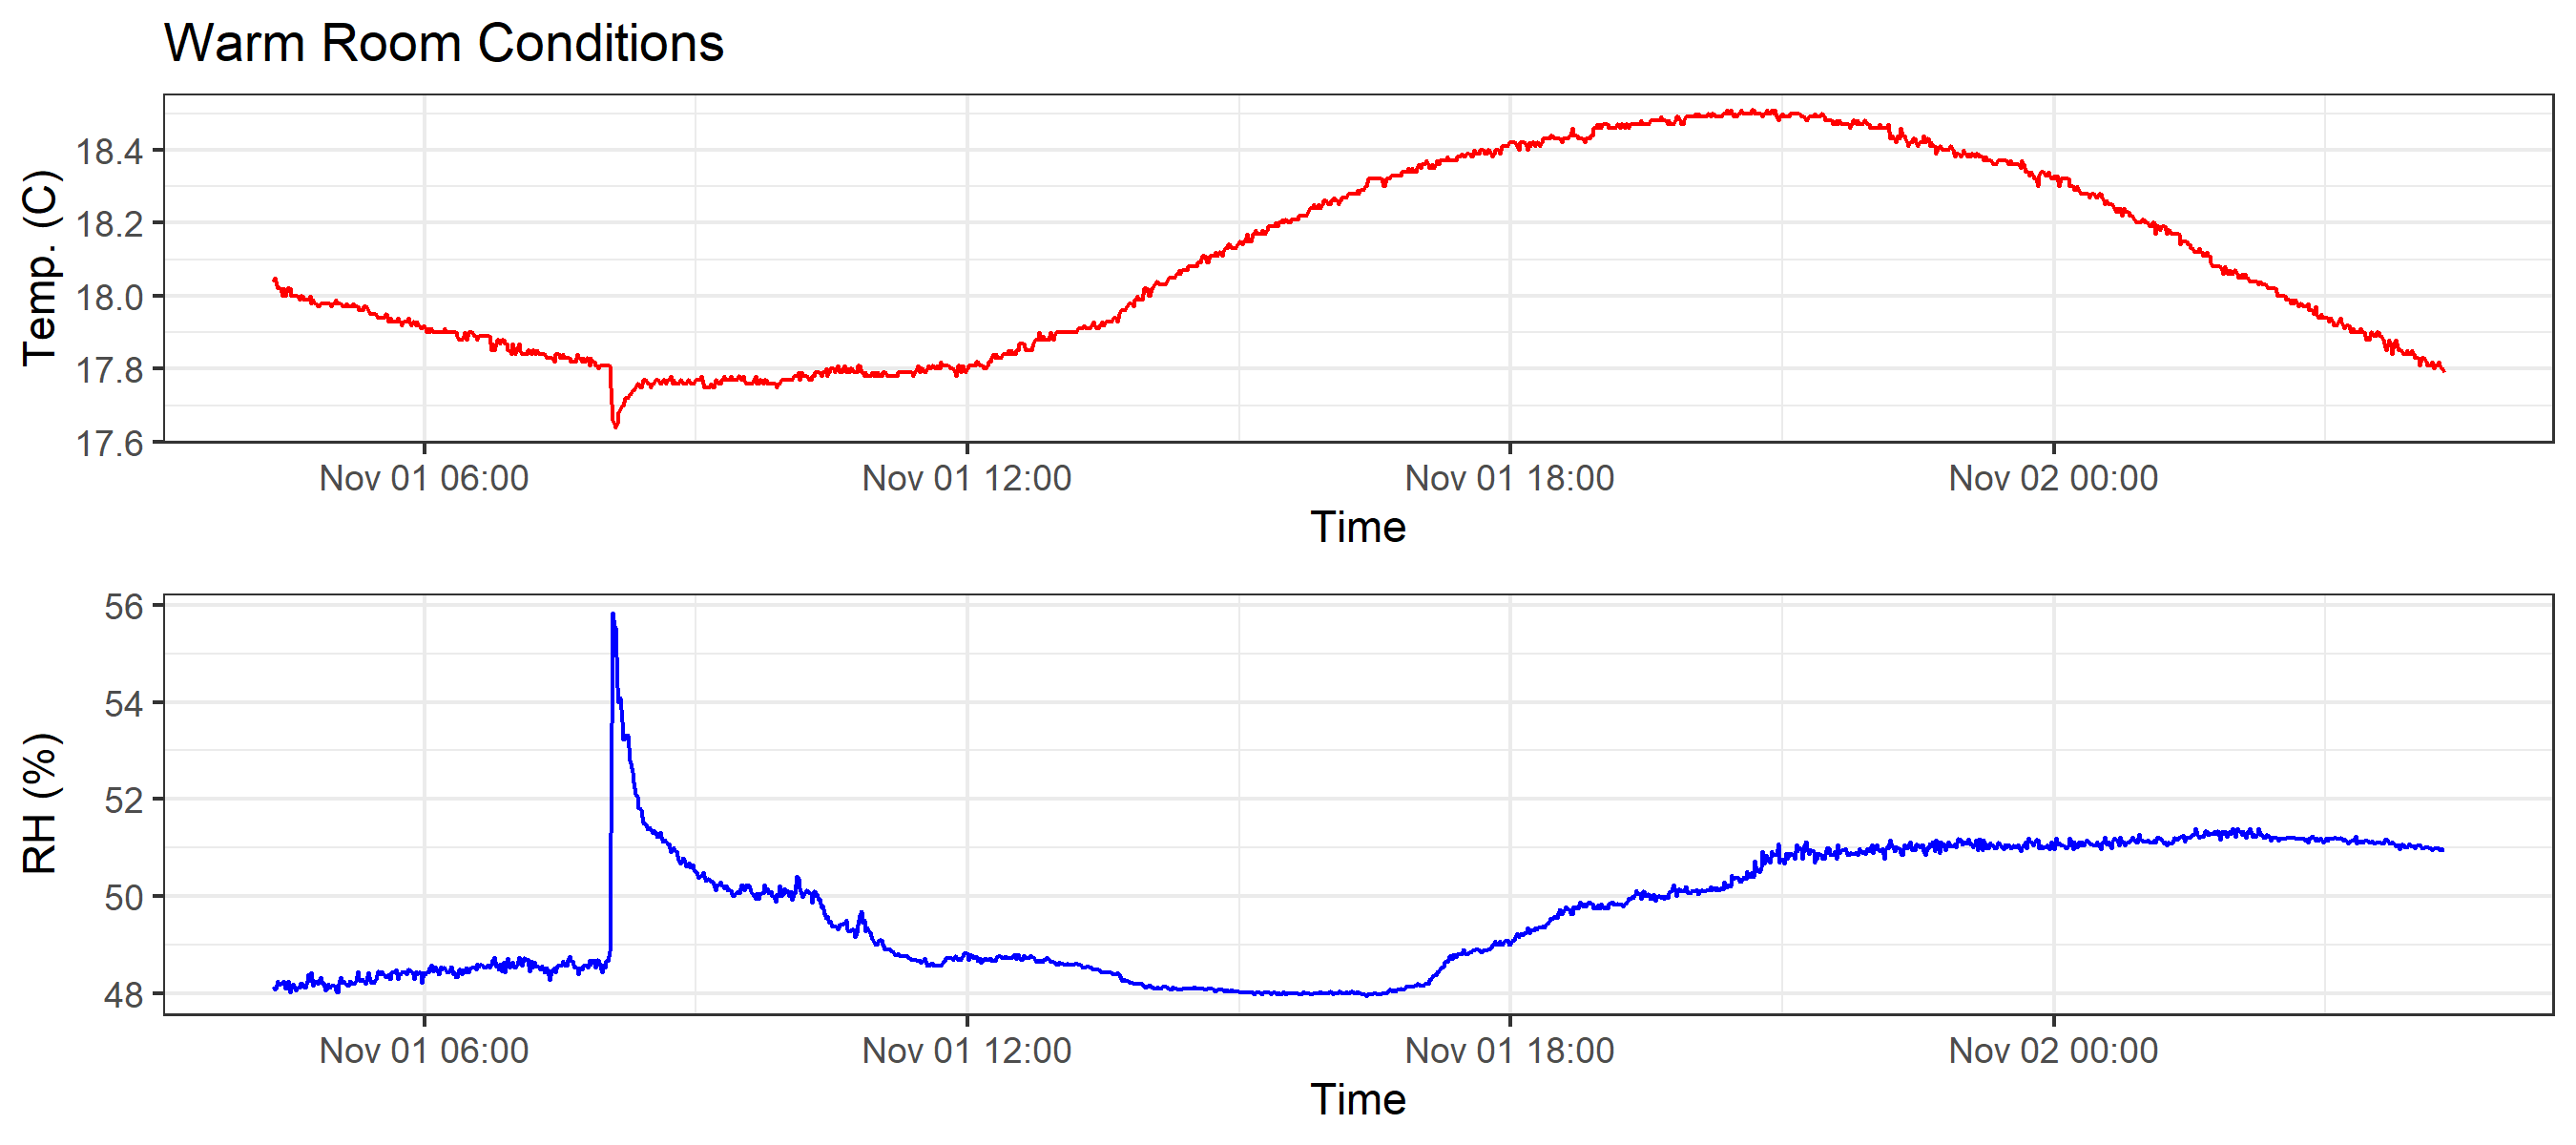 Warm Room Conditions
Temp. (C)
18.4
18.2
18.0
17.8
17.6
Nov 01 06:00 Nov 01 12:00 Nov 01 18:00 Nov 02 00:00
Time
RH (%)
56
54
52
50
48
Nov 01 06:00 Nov 01 12:00 Nov 01 18:00 Nov 02 00:00
Time